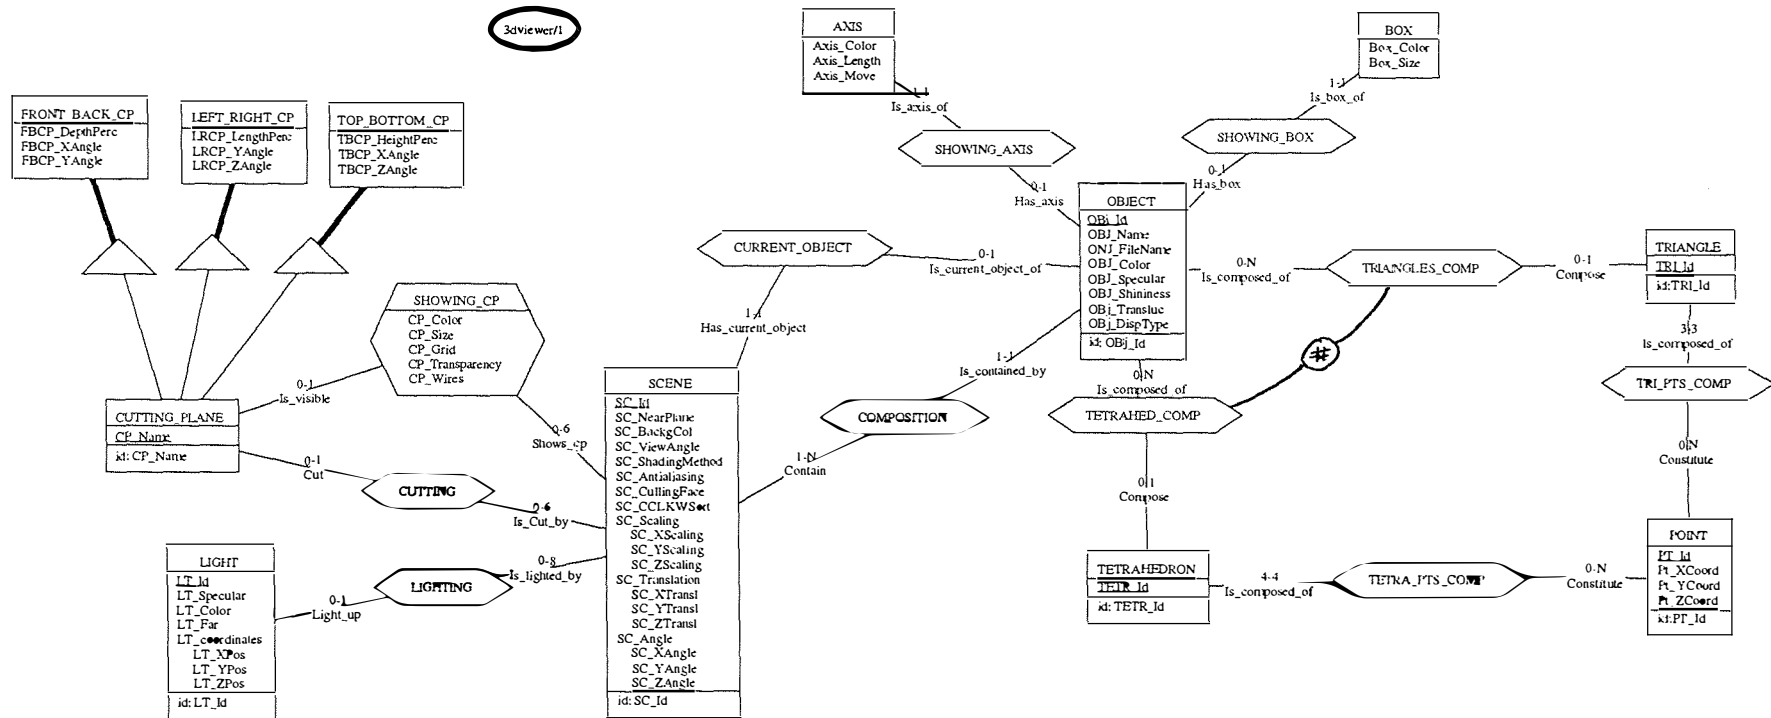 3dviewer/1
AXIS
Axis_Color
Axis_Length
Axis_Move
BOX
Box_Color
Box_Size
1-1
Is_axis_of
1-1
Is_box_of
SHOWING_AXIS
SHOWING_BOX
0-1
Has_axis
0-1
Has_box
FRONT_BACK_CP
FBCP_DepthPerc
FBCP_XAngle
FBCP_YAngle
LEFT_RIGHT_CP
LRCP_LengthPerc
LRCP_YAngle
LRCP_ZAngle
TOP_BOTTOM_CP
TBCP_HeightPerc
TBCP_XAngle
TBCP_ZAngle
OBJECT
OBj_Id
OBJ_Name
ONJ_FileName
OBJ_Color
OBJ_Specular
OBJ_Shininess
OBj_Transluc
OBj_DispType
id: OBj_Id
CURRENT_OBJECT
0-1
Is_current_object_of
1-1
Has_current_object
0-N
Is_composed_of
TRIANGLES_COMP
0-1
Compose
TRIANGLE
TRI_Id
id:TRI_Id
3-3
Is_composed_of
TRI_PTS_COMP
0-N
Constitute
SHOWING_CP
CP_Color
CP_Size
CP_Grid
CP_Transparency
CP_Wires
0-1
Is_visible
0-6
Shows_cp
CUTTING_PLANE
CP_Name
id: CP_Name
0-1
Cut
CUTTING
0-6
Is_Cut_by
SCENE
SC_Id
SC_NearPlane
SC_BackgCol
SC_ViewAngle
SC_ShadingMethod
SC_Antialiasing
SC_CullingFace
SC_CCLKWSort
SC_Scaling
SC_XScaling
SC_YScaling
SC_ZScaling
SC_Translation
SC_XTransl
SC_YTransl
SC_ZTransl
SC_Angle
SC_XAngle
SC_YAngle
SC_ZAngle
id: SC_Id
1-1
Is_contained_by
COMPOSITION
1-N
Contain
0-N
Is_composed_of
#
TETRAHED_COMP
0-1
Compose
TETRAHEDRON
TETR_Id
id: TETR_Id
4-4
Is_composed_of
TETRA_PTS_COMP
0-N
Constitute
POINT
PT_Id
Pt_XCoord
Pt_YCoord
Pt_ZCoord
id:PT_Id
LIGHT
LT_Id
LT_Specular
LT_Color
LT_Far
LT_coordinates
LT_XPos
LT_YPos
LT_ZPos
id: LT_Id
0-1
Light_up
LIGHTING
0-8
Is_lighted_by